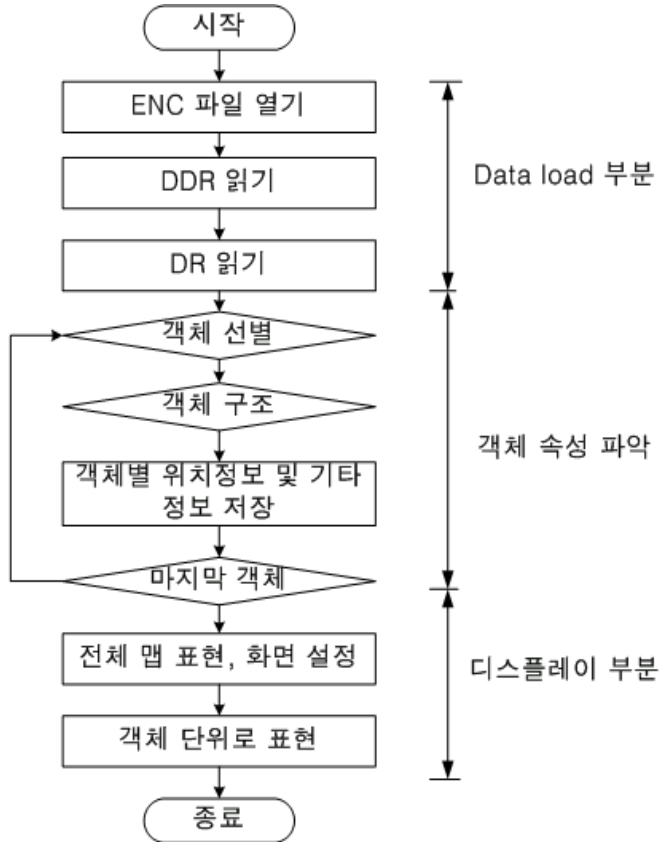 시작
ENC 파일 열기
DDR 읽기
Data load 부분
DR 읽기
객체 선별
객체 구조
객체 속성 파악
객체별 위치정보 및 기타
정보 저장
마지막 객체
전체 맵 표현, 화면 설정
디스플레이 부분
객체 단위로 표현
종료